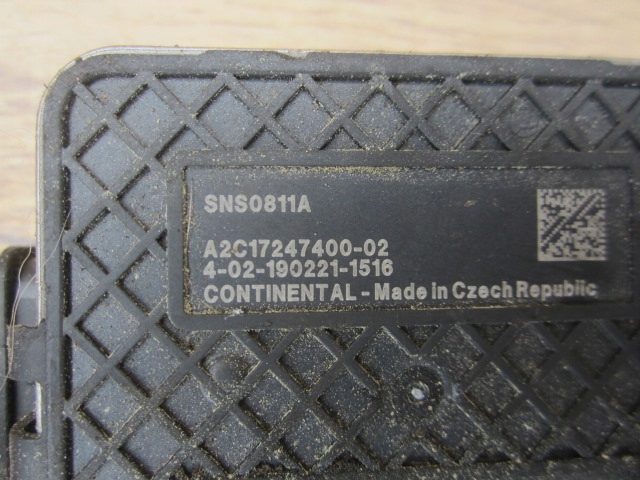 SNS0811A
A2C17247400-02
4-02-190221-1516
CONTINENTAL - Made in Czech Republic